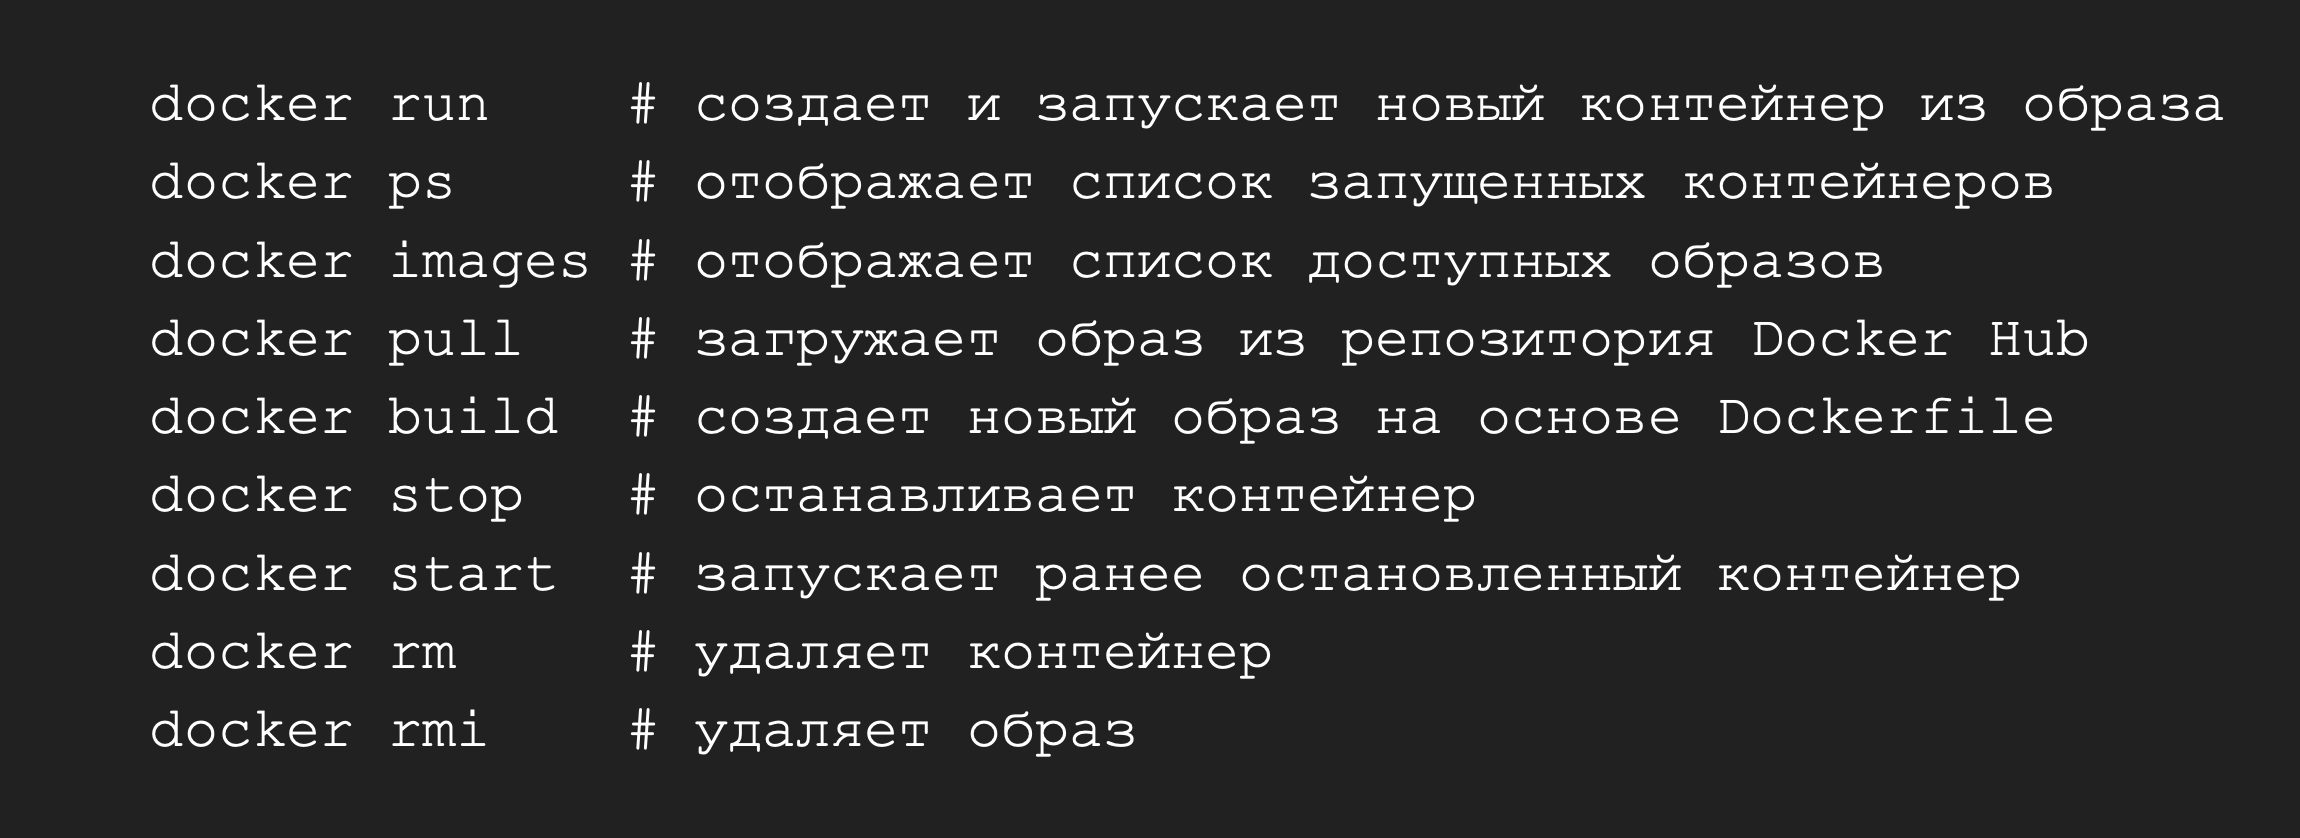 docker run    # создает и запускает новый контейнер из образа
docker ps     # отображает список запущенных контейнеров
docker images # отображает список доступных образов
docker pull   # загружает образ из репозитория Docker Hub
docker build  # создает новый образ на основе Dockerfile
docker stop   # останавливает контейнер
docker start  # запускает ранее остановленный контейнер
docker rm     # удаляет контейнер
docker rmi    # удаляет образ